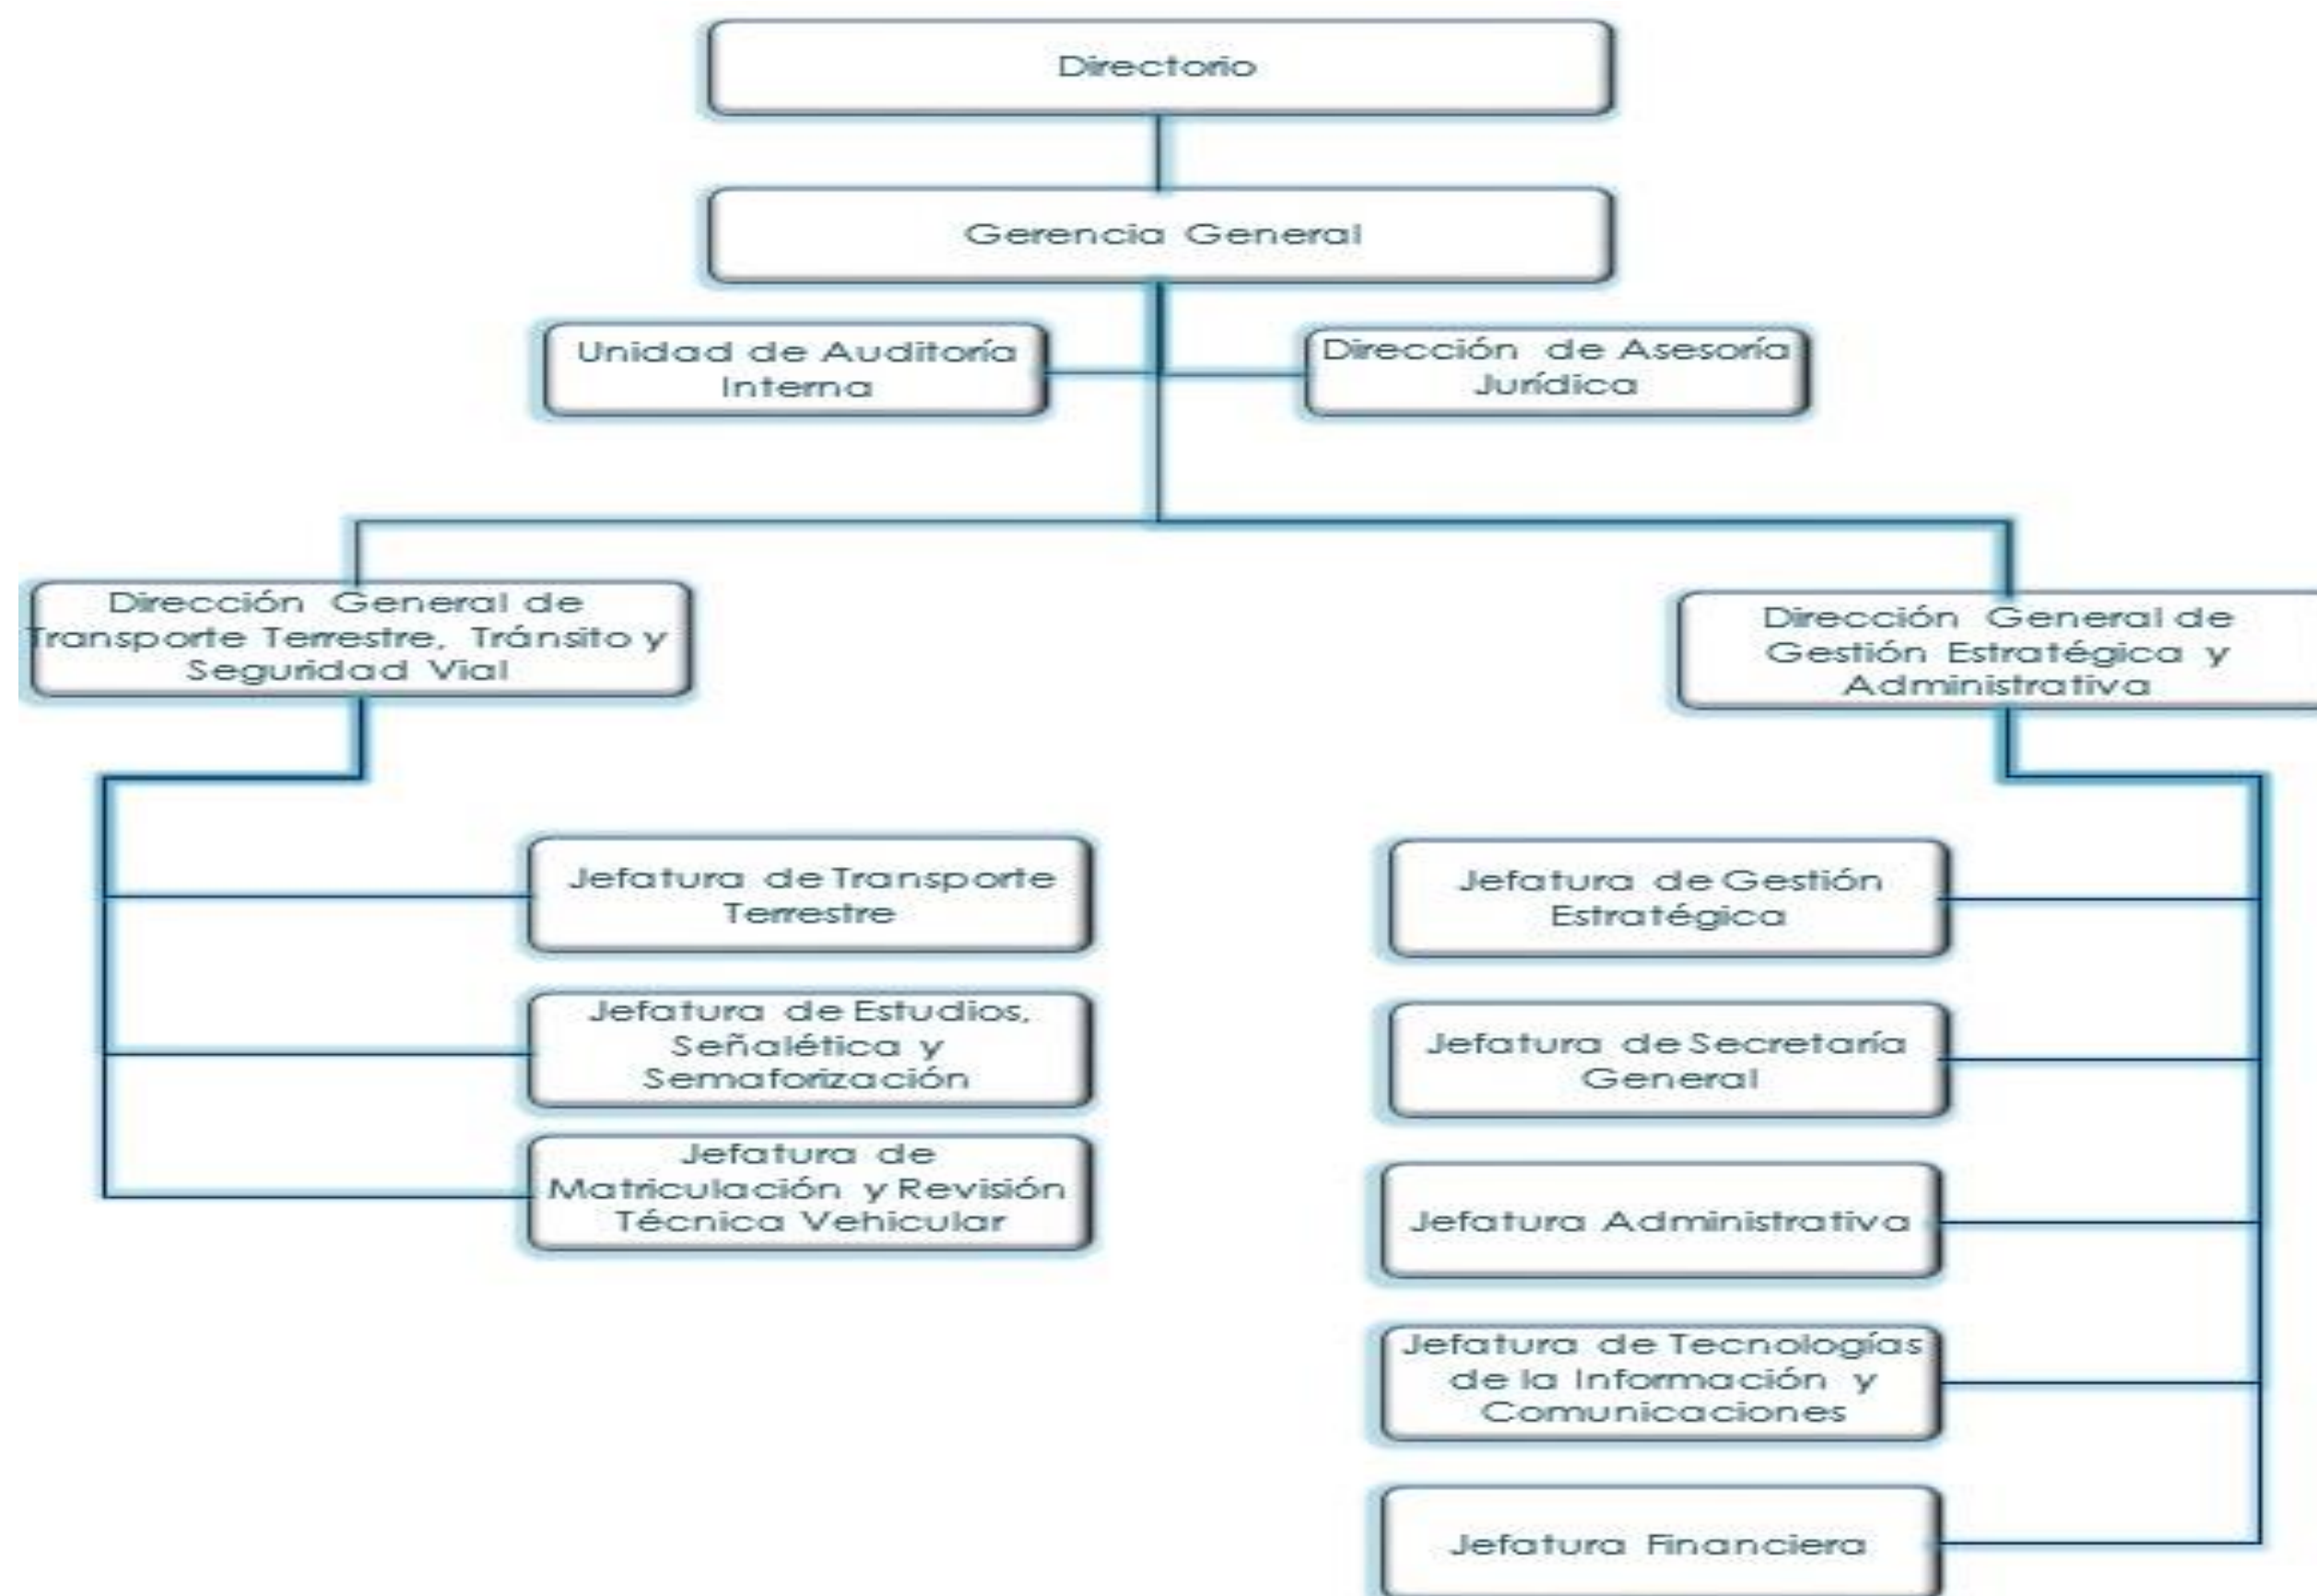 Directorio
Gerencia General
Unidad de Auditoría
Interna
Dirección de Asesoría
Jurídica
Dirección General de
Transporte Terrestre, Tránsito y
Seguridad Vial
Dirección General de
Gestión Estratégica y
Administrativa
Jefatura de Transporte
Terrestre
Jefatura de Estudios,
Señalética y
Semaforización
Jefatura de
Matriculación y Revisión
Técnica Vehicular
Jefatura de Gestión
Estratégica
Jefatura de Secretaría
General
Jefatura Administrativa
Jefatura de Tecnologías
de la Información y
Comunicaciones
Jefatura Financiera